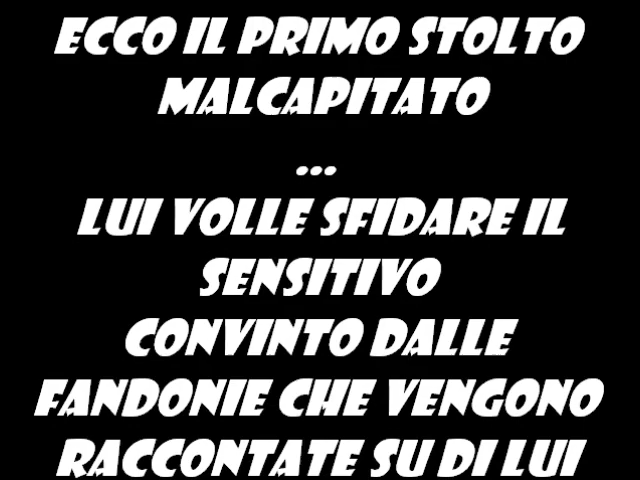 ECCO IL PRIMO STOLTO
MALCAPITATO
...
LUI VOLLE SFIDARE IL
SENSITIVO
CONVINTO DALLE
FANDONIE CHE VENGONO
RACCONTATE SU DI LUI